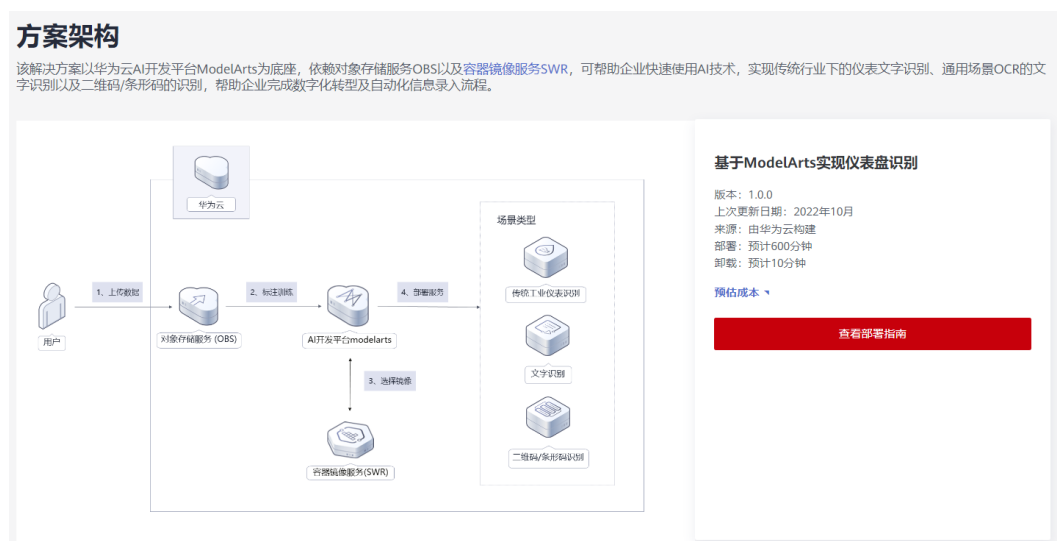 方案架构
该解决方案以华为云AI开发平台ModelArts为底座，依赖对象存储服务OBS以及容器镜像服务SWR，可帮助企业快速使用AI技术，实现传统行业下的仪表文字识别、通用场景OCR的文
字识别以及二维码/条形码的识别，帮助企业完成数字化转型及自动化信息录入流程。
华为云
场景类型
传统工业仪表识别
1、上传数据
2、标注训练
4、部署服务
用户
对象存储服务 (OBS)
AI开发平台modelarts
文字识别
3、选择镜像
二维码/条形码识别
容器镜像服务(SWR)
基于ModelArts实现仪表盘识别
版本：1.0.0
上次更新日期：2022年10月
来源：由华为云构建
部署：预计600分钟
卸载：预计10分钟
预估成本
查看部署指南